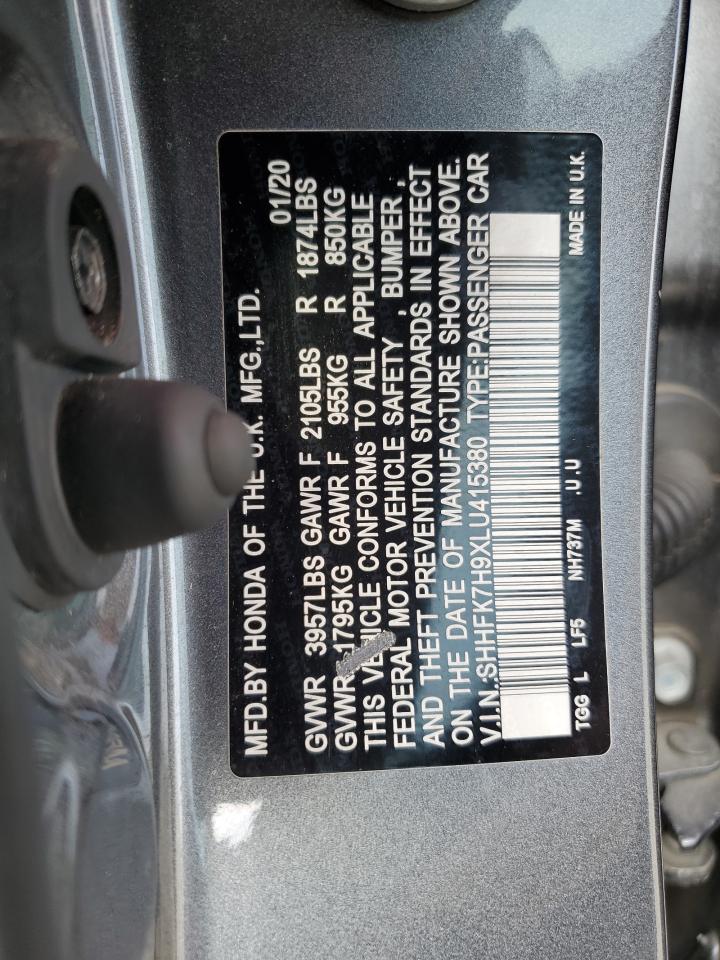 MFD.BY HONDA OF THE U.K. MFG.,LTD. 01/20
GVWR 3957LBS GAWR F 2105LBS R 1874LBS
GVWR 1795KG GAWR F 955KG R 850KG
THIS VEHICLE CONFORMS TO ALL APPLICABLE
FEDERAL MOTOR VEHICLE SAFETY , BUMPER ,
AND THEFT PREVENTION STANDARDS IN EFFECT
ON THE DATE OF MANUFACTURE SHOWN ABOVE.
V.I.N.:SHHFK7H9XLU415380 TYPE:PASSENGER CAR
TGG L LF5 NH737M .U.U MADE IN U.K.